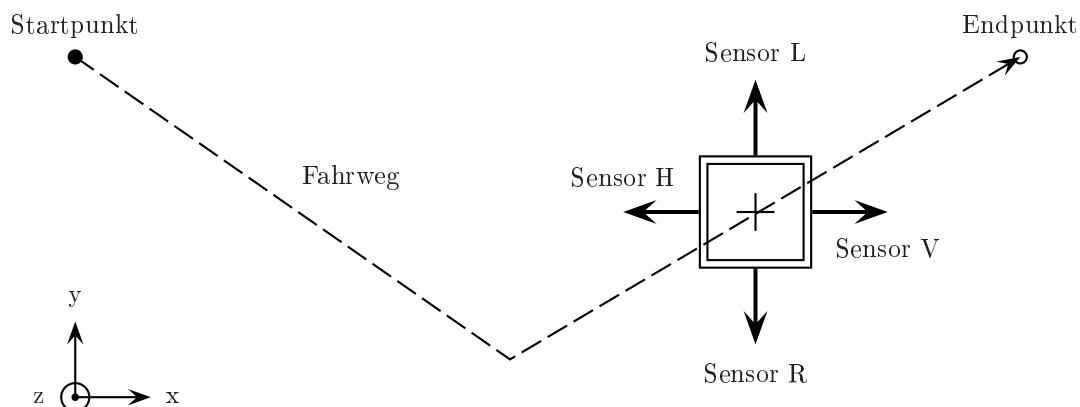 Startpunkt
Endpunkt
Sensor L
Fahrweg
Sensor H
Sensor V
y
Sensor R
z
x